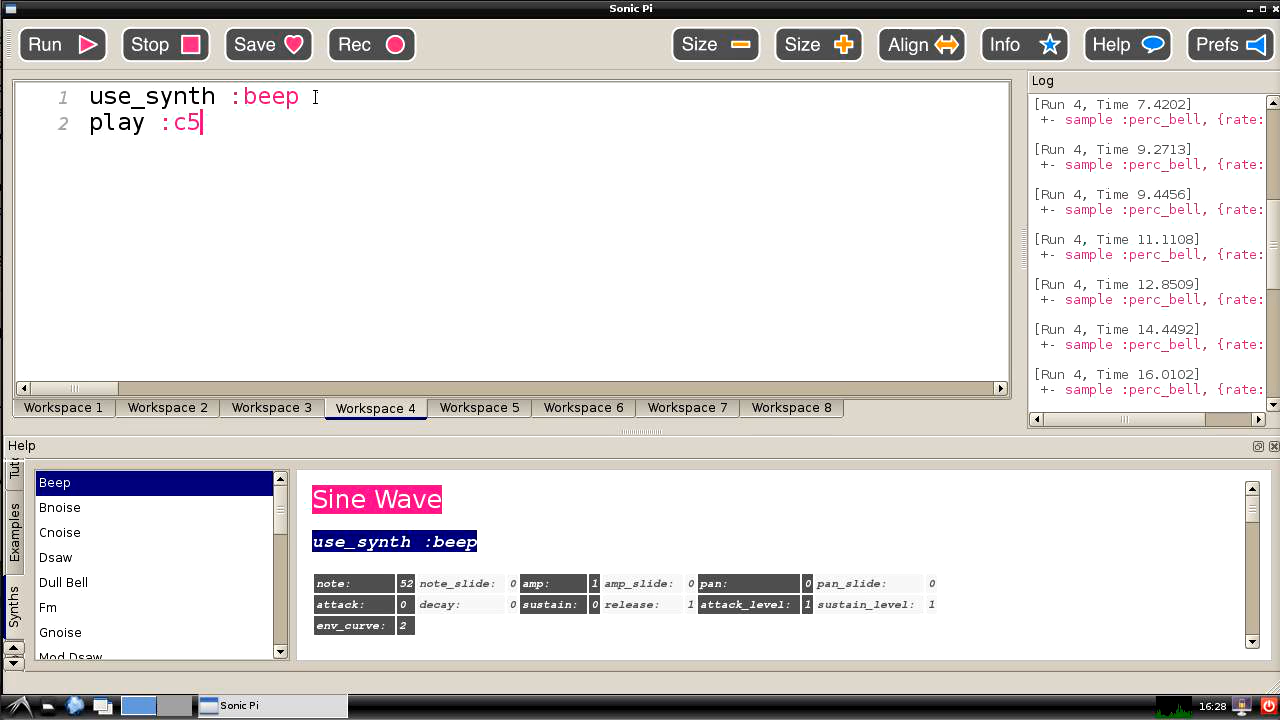 Sonic Pi
Run Stop Save Rec Size Size Align Info Help Prefs
1 use_synth :beep
2 play :c5
Log
[Run 4, Time 7.4202]
+- sample :perc_bell, {rate:
[Run 4, Time 9.2713]
+- sample :perc_bell, {rate:
[Run 4, Time 9.4456]
+- sample :perc_bell, {rate:
[Run 4, Time 11.1108]
+- sample :perc_bell, {rate:
[Run 4, Time 12.8509]
+- sample :perc_bell, {rate:
[Run 4, Time 14.4492]
+- sample :perc_bell, {rate:
[Run 4, Time 16.0102]
+- sample :perc_bell, {rate:
Workspace 1 Workspace 2 Workspace 3 Workspace 4 Workspace 5 Workspace 6 Workspace 7 Workspace 8
Help
Examples
Synths
Beep
Bnoise
Cnoise
Dsaw
Dull Bell
Fm
Gnoise
Mod Dsaw
Sine Wave
use_synth :beep
note: 52 note_slide: 0 amp: 1 amp_slide: 0 pan: 0 pan_slide: 0
attack: 0 decay: 0 sustain: 0 release: 1 attack_level: 1 sustain_level: 1
env_curve: 2
Sonic Pi
16:28